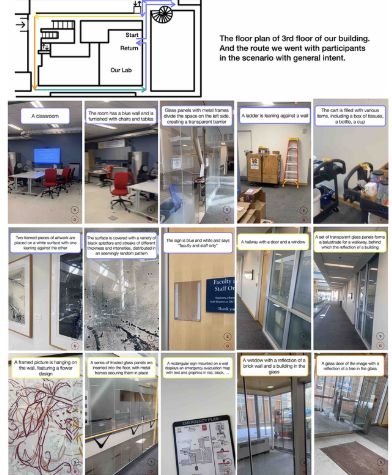 Start
Return
Our Lab
The floor plan of 3rd floor of our building.
And the route we went with participants
in the scenario with general intent.
A classroom
The room has a blue wall and is
furnished with chairs and tables
Glass panels with metal frames
divide the space on the left side,
creating a transparent barrier
A ladder is leaning against a wall
The cart is filled with various
items, including a box of tissues,
a bottle, a cup
Two framed pieces of artwork are
placed on a white surface with one
leaning against the other
The surface is covered with a variety of
black splatters and streaks of different
thickness and intensities, distributed in
an seemingly random pattern
The sign is blue and white and says
"faculty and staff only"
Faculty
Staff On
A hallway with a door and a window
A set of transparent glass panels forms
a balustrade for a walkway, behind
which the reflection of a building
A framed picture is hanging on
the wall, featuring a flower
design
A series of frosted glass panels are
inserted into the floor, with metal
frames securing them in place
A rectangular sign mounted on a wall
displays an emergency evacuation map
with text and graphics in red, black, ...
A window with a reflection of a
brick wall and a building in the
glass
A glass door of the image with a
reflection of a tree in the glass